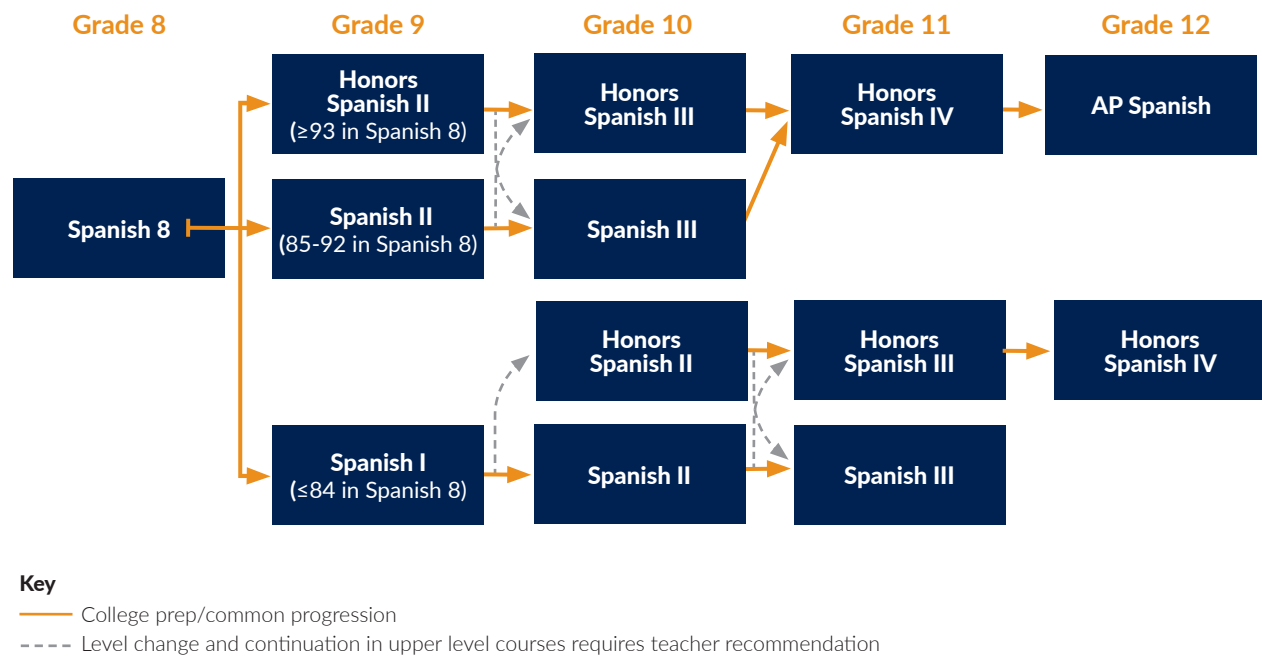 Grade 8
Grade 9
Grade 10
Grade 11
Grade 12
Honors
Spanish II
(≥93 in Spanish 8)
Honors
Spanish III
Honors
Spanish IV
AP Spanish
Spanish 8
Spanish II
(85-92 in Spanish 8)
Spanish III
Honors
Spanish II
Honors
Spanish III
Honors
Spanish IV
Spanish I
(≤84 in Spanish 8)
Spanish II
Spanish III
Key
College prep/common progression
Level change and continuation in upper level courses requires teacher recommendation